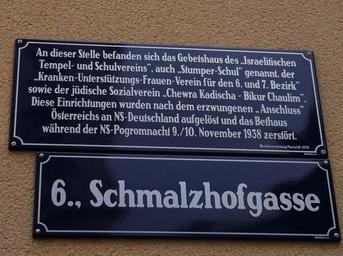 An dieser Stelle befanden sich das Gebetshaus des „Israelitischen
Tempel- und Schulvereins", auch „Stumper-Schul" genannt, der
„Kranken-Unterstützungs-Frauen-Verein für den 6. und 7. Bezirk"
sowie der jüdische Sozialverein „Chewra Kadischa - Bikur Chaulim".
Diese Einrichtungen wurden nach dem erzwungenen „Anschluss"
Österreichs an NS-Deutschland aufgelöst und das Bethaus
während der NS-Pogromnacht 9./10. November 1938 zerstört.
6., Schmalzhofgasse